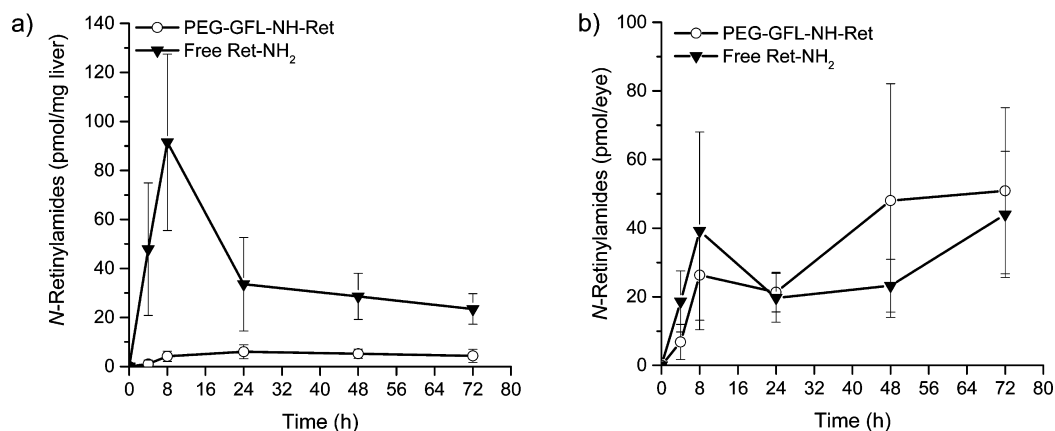 a)
PEG-GFL-NH-Ret
Free Ret-NH2
N-Retinylamides (pmol/mg liver)
140
120
100
80
60
40
20
0
0 8 16 24 32 40 48 56 64 72 80
Time (h)
b)
PEG-GFL-NH-Ret
Free Ret-NH2
N-Retinylamides (pmol/eye)
100
80
60
40
20
0
0 8 16 24 32 40 48 56 64 72 80
Time (h)